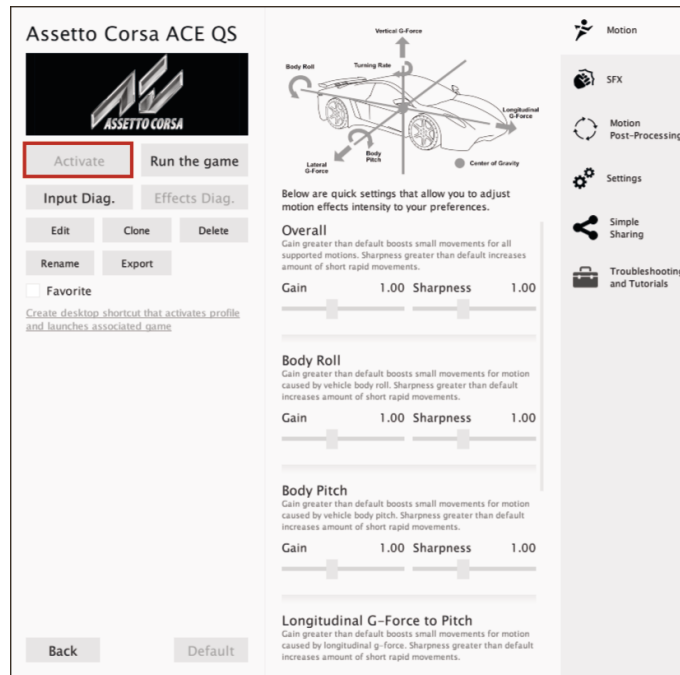 Assetto Corsa ACE QS
ASSETTO CORSA
Activate
Run the game
Input Diag.
Effects Diag.
Edit
Clone
Delete
Rename
Export
Favorite
Create desktop shortcut that activates profile
and launches associated game
Back
Default
Vertical G-Force
Body Roll
Turning Rate
Longitudinal
G-Force
Lateral
G-Force
Body
Pitch
Center of Gravity
Below are quick settings that allow you to adjust
motion effects intensity to your preferences.
Overall
Gain greater than default boosts small movements for all
supported motions. Sharpness greater than default increases
amount of short rapid movements.
Gain 1.00 Sharpness 1.00
Body Roll
Gain greater than default boosts small movements for motion
caused by vehicle body roll. Sharpness greater than default
increases amount of short rapid movements.
Gain 1.00 Sharpness 1.00
Body Pitch
Gain greater than default boosts small movements for motion
caused by vehicle body pitch. Sharpness greater than default
increases amount of short rapid movements.
Gain 1.00 Sharpness 1.00
Longitudinal G-Force to Pitch
Gain greater than default boosts small movements for motion
caused by longitudinal g-force. Sharpness greater than default
increases amount of short rapid movements.
Motion
SFX
Motion
Post-Processing
Settings
Simple
Sharing
Troubleshooting
and Tutorials